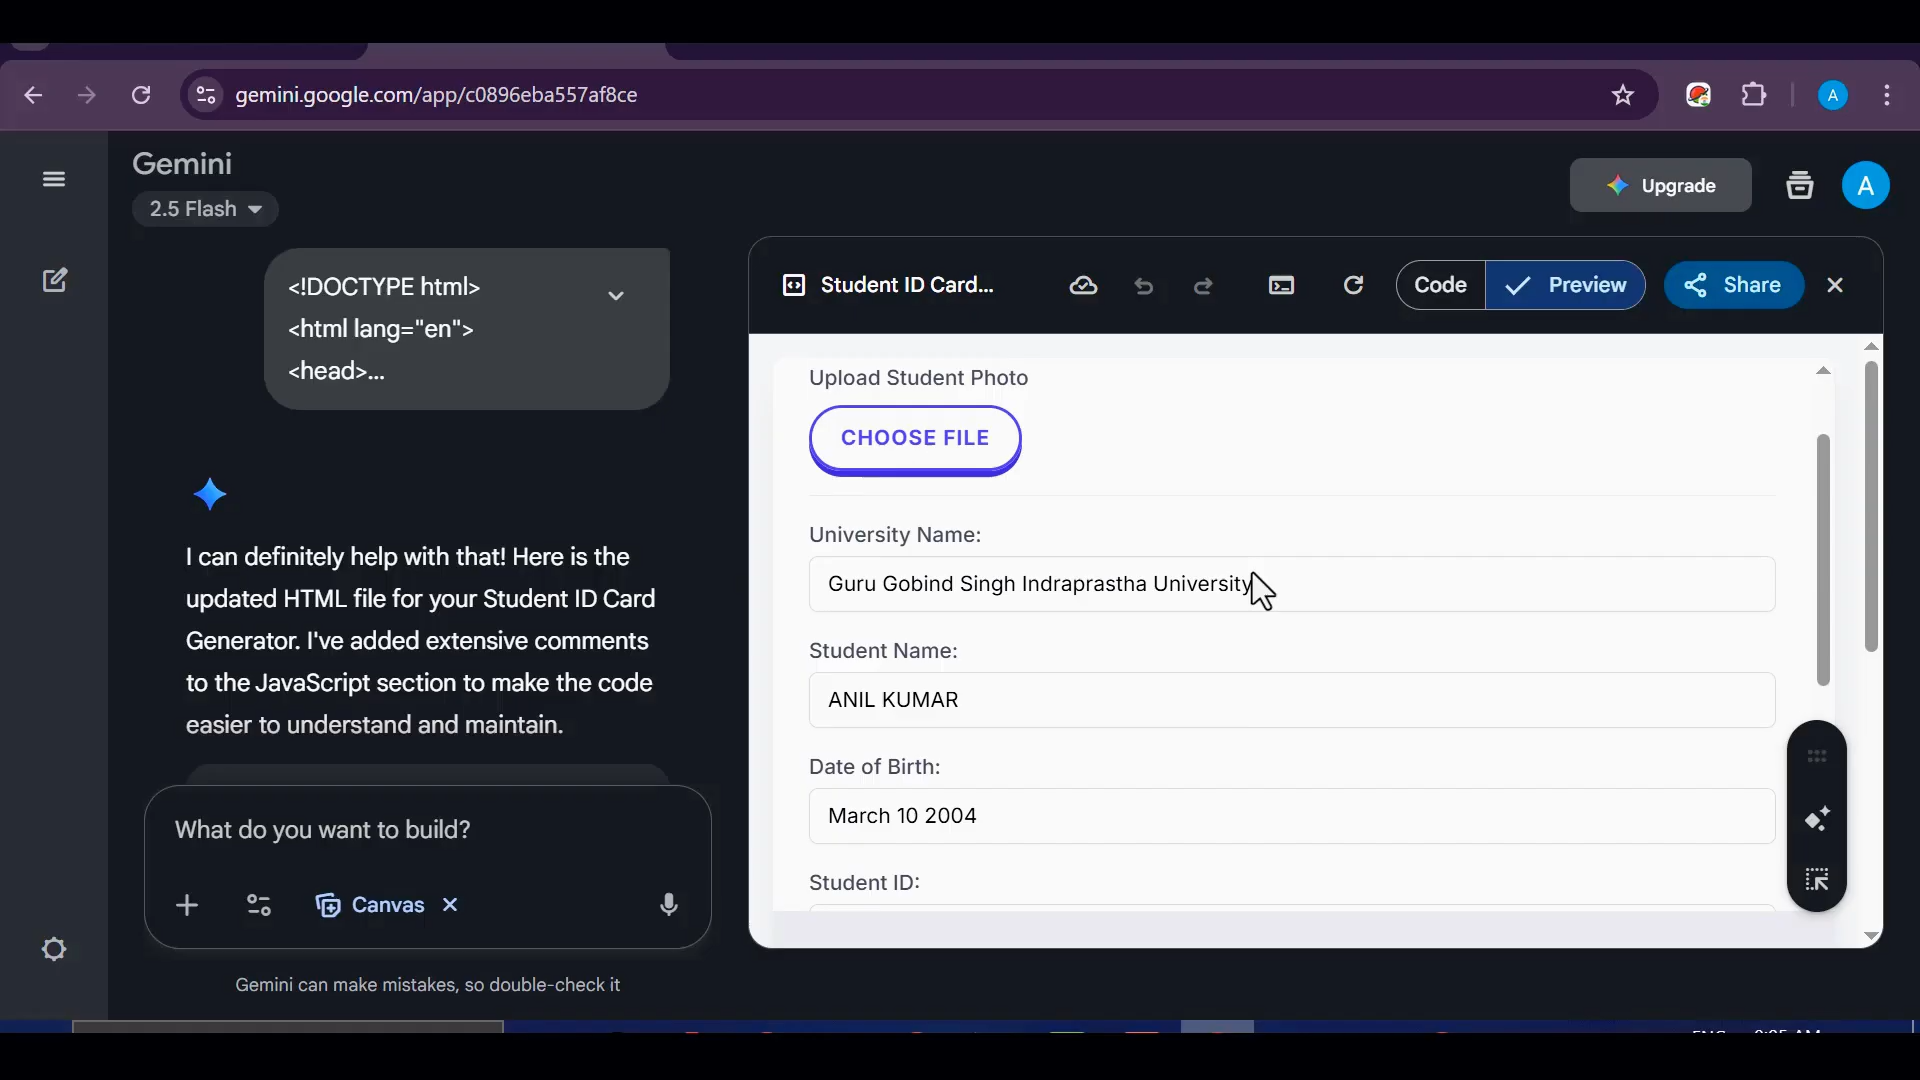 gemini.google.com/app/c0896eba557af8ce
A
Gemini
2.5 Flash
Upgrade
A
<!DOCTYPE html>
<html lang="en">
<head>...
I can definitely help with that! Here is the
updated HTML file for your Student ID Card
Generator. I've added extensive comments
to the JavaScript section to make the code
easier to understand and maintain.
What do you want to build?
Canvas
Gemini can make mistakes, so double-check it
Student ID Card...
Code
Preview
Share
Upload Student Photo
CHOOSE FILE
University Name:
Guru Gobind Singh Indraprastha University
Student Name:
ANIL KUMAR
Date of Birth:
March 10 2004
Student ID: